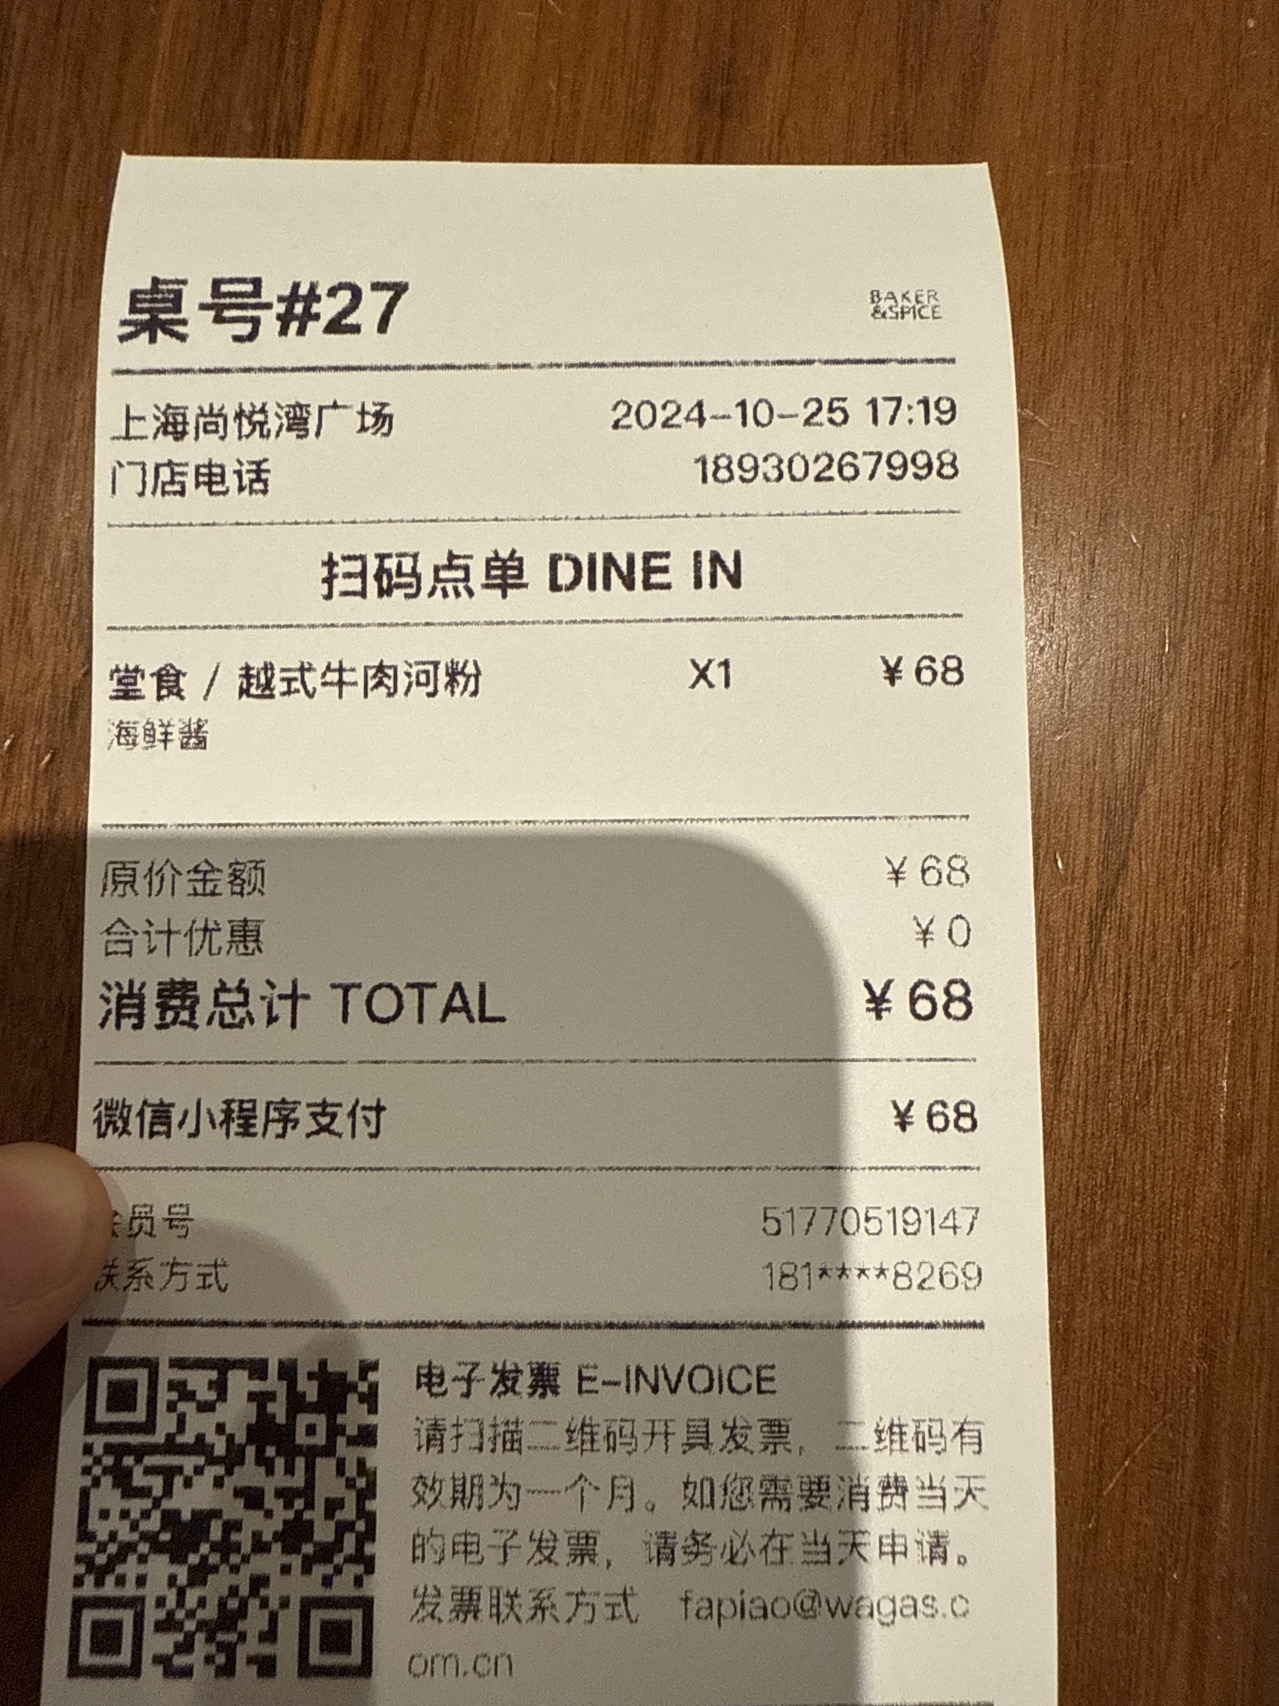 桌号#27
BAKER
&SPICE
上海尚悦湾广场 2024-10-25 17:19
门店电话 18930267998
扫码点单 DINE IN
堂食 / 越式牛肉河粉 X1 ¥68
海鲜酱
原价金额 ¥68
合计优惠 ¥0
消费总计 TOTAL ¥68
微信小程序支付 ¥68
会员号 51770519147
联系方式 181****8269
电子发票 E-INVOICE
请扫描二维码开具发票，二维码有
效期为一个月。如您需要消费当天
的电子发票，请务必在当天申请。
发票联系方式 fapiao@wagas.c
om.cn